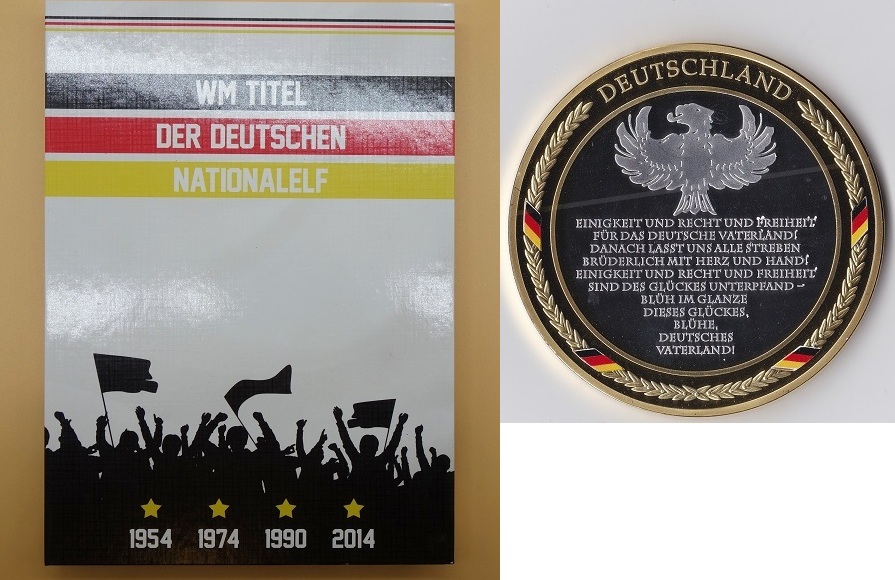 WM TITEL
DER DEUTSCHEN
NATIONALELF
1954 1974 1990 2014
DEUTSCHLAND
EINIGKEIT UND RECHT UND FREIHEIT
FÜR DAS DEUTSCHE VATERLAND!
DANACH LASST UNS ALLE STREBEN
BRÜDERLICH MIT HERZ UND HAND!
EINIGKEIT UND RECHT UND FREIHEIT
SIND DES GLÜCKES UNTERPFAND –
BLÜH IM GLANZE
DIESES GLÜCKES,
BLÜHE,
DEUTSCHES
VATERLAND!